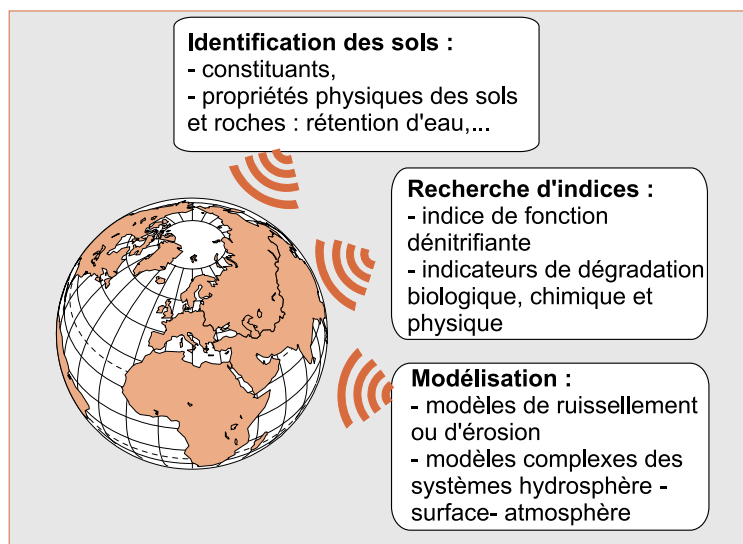 Identification des sols :
- constituants,
- propriétés physiques des sols
et roches : rétention d'eau,...
Recherche d'indices :
- indice de fonction
dénitrifiante
- indicateurs de dégradation
biologique, chimique et
physique
Modélisation :
- modèles de ruissellement
ou d'érosion
- modèles complexes des
systèmes hydrosphère -
surface- atmosphère